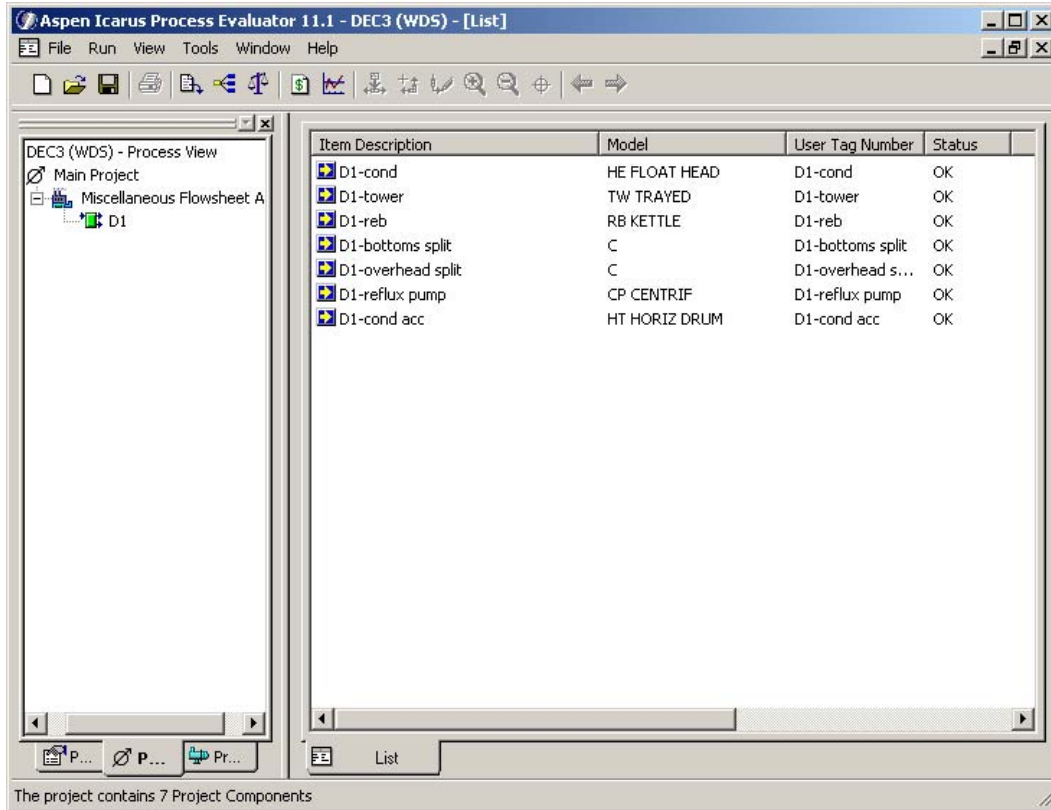 Aspen Icarus Process Evaluator 11.1 - DEC3 (WDS) - [List]
File Run View Tools Window Help
DEC3 (WDS) - Process View
Main Project
Miscellaneous Flowsheet A
D1
Item Description Model User Tag Number Status
D1-cond HE FLOAT HEAD D1-cond OK
D1-tower TW TRAYED D1-tower OK
D1-reb RB KETTLE D1-reb OK
D1-bottoms split C D1-bottoms split OK
D1-overhead split C D1-overhead s... OK
D1-reflux pump CP CENTRIF D1-reflux pump OK
D1-cond acc HT HORIZ DRUM D1-cond acc OK
P... P... Pr... List
The project contains 7 Project Components